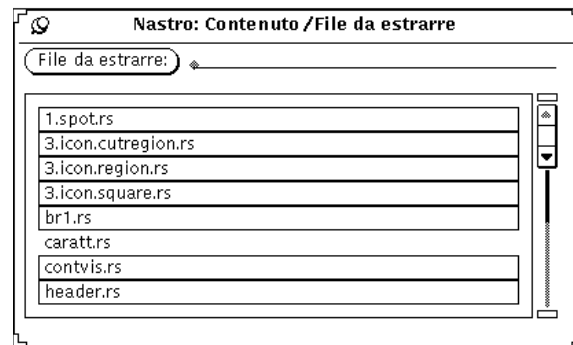 Nastro: Contenuto /File da estrarre
File da estrarre:
1.spot.rs
3.icon.cutregion.rs
3.icon.region.rs
3.icon.square.rs
br1.rs
caratt.rs
contvis.rs
header.rs